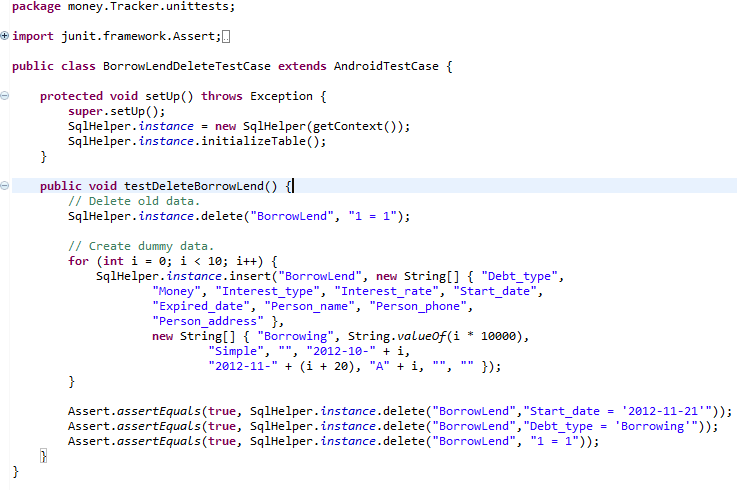 package money.Tracker.unittests;
import junit.framework.Assert;
public class BorrowLendDeleteTestCase extends AndroidTestCase {
protected void setUp() throws Exception {
super.setUp();
SqlHelper.instance = new SqlHelper(getContext());
SqlHelper.instance.initializeTable();
}
public void testDeleteBorrowLend() {
// Delete old data.
SqlHelper.instance.delete("BorrowLend", "1 = 1");
// Create dummy data.
for (int i = 0; i < 10; i++) {
SqlHelper.instance.insert("BorrowLend", new String[] { "Debt_type",
"Money", "Interest_type", "Interest_rate", "Start_date",
"Expired_date", "Person_name", "Person_phone",
"Person_address" },
new String[] { "Borrowing", String.valueOf(i * 10000),
"Simple", "", "2012-10-" + i,
"2012-11-" + (i + 20), "A" + i, "", "" });
}
Assert.assertEquals(true, SqlHelper.instance.delete("BorrowLend","Start_date = '2012-11-21'"));
Assert.assertEquals(true, SqlHelper.instance.delete("BorrowLend","Debt_type = 'Borrowing'"));
Assert.assertEquals(true, SqlHelper.instance.delete("BorrowLend", "1 = 1"));
}
}